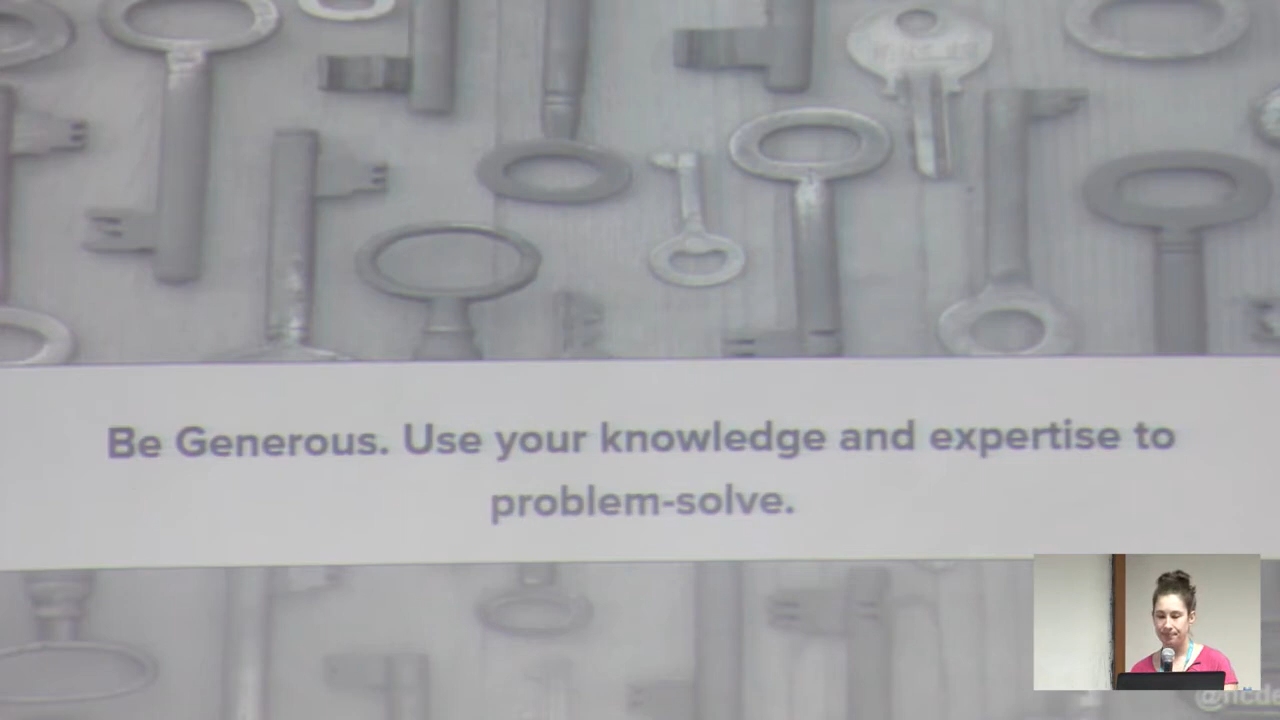 Be Generous. Use your knowledge and expertise to
problem-solve.